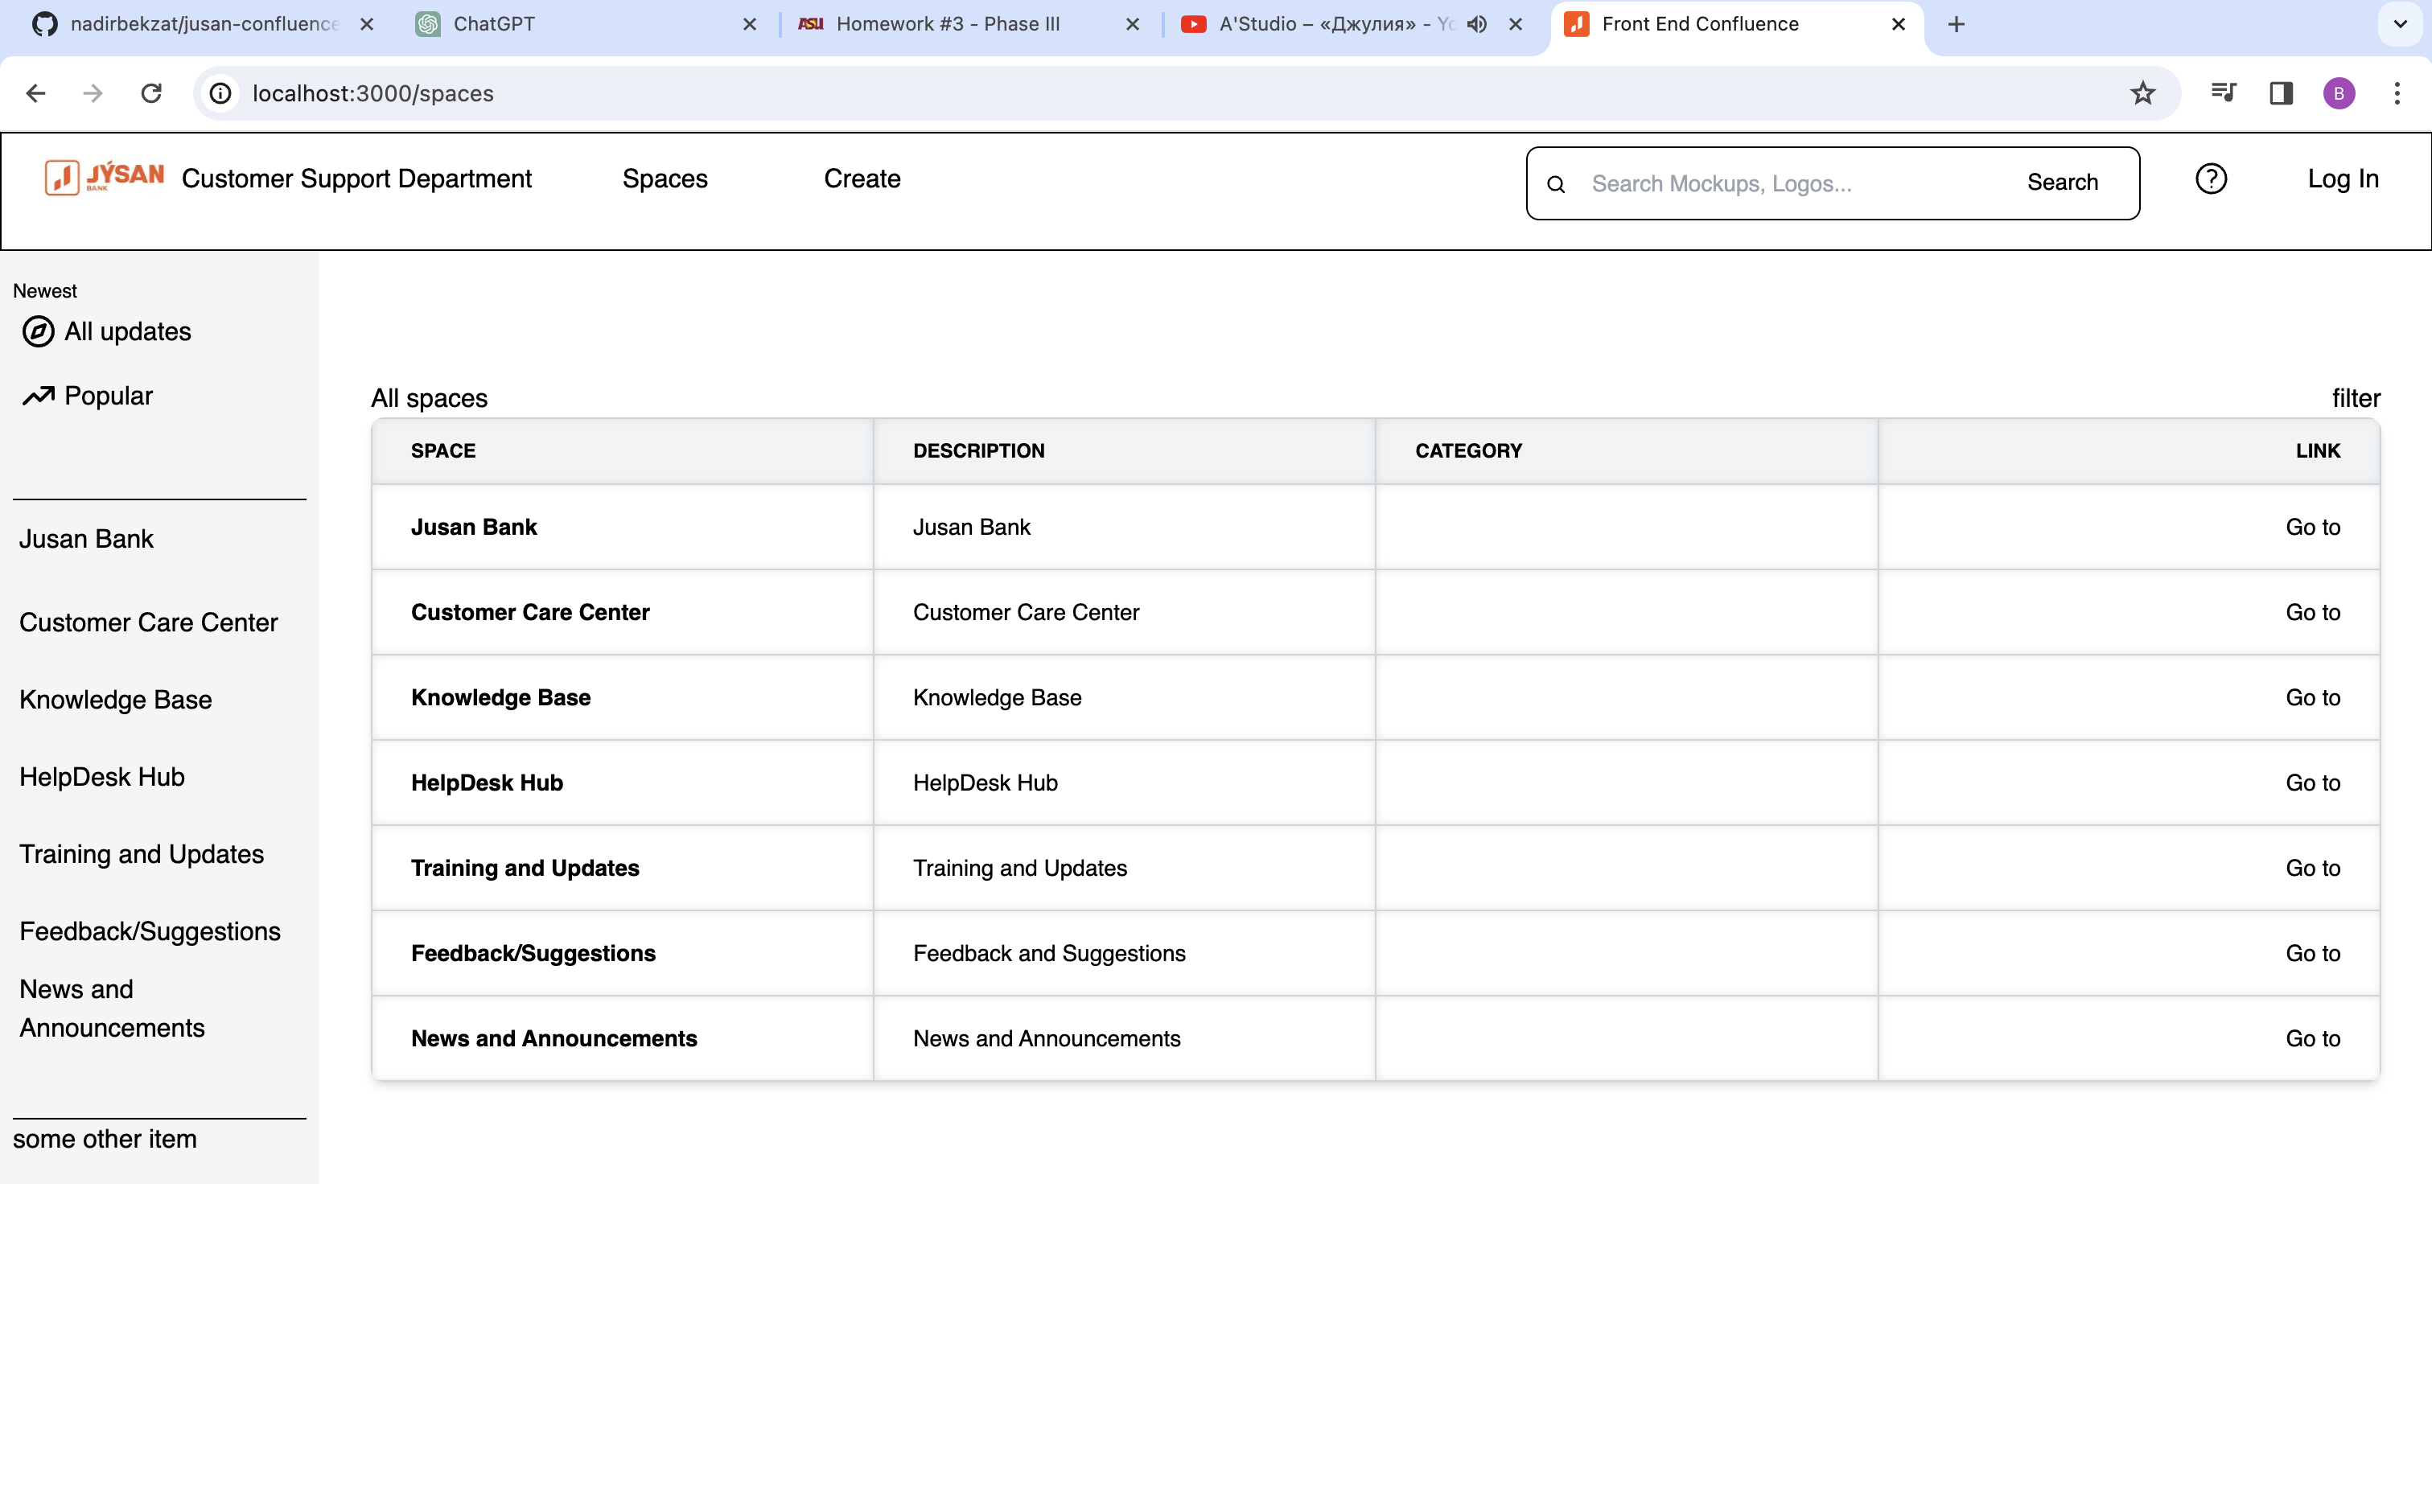 nadirbekzat/jusan-confluence
ChatGPT
ASU Homework #3 - Phase III
A'Studio – «Джулия» - Yo
Front End Confluence
localhost:3000/spaces
B
JÝSAN
BANK
Customer Support Department
Spaces
Create
Search Mockups, Logos...
Search
?
Log In
Newest
All updates
Popular
Jusan Bank
Customer Care Center
Knowledge Base
HelpDesk Hub
Training and Updates
Feedback/Suggestions
News and
Announcements
some other item
All spaces
filter
SPACE DESCRIPTION CATEGORY LINK
Jusan Bank Jusan Bank Go to
Customer Care Center Customer Care Center Go to
Knowledge Base Knowledge Base Go to
HelpDesk Hub HelpDesk Hub Go to
Training and Updates Training and Updates Go to
Feedback/Suggestions Feedback and Suggestions Go to
News and Announcements News and Announcements Go to